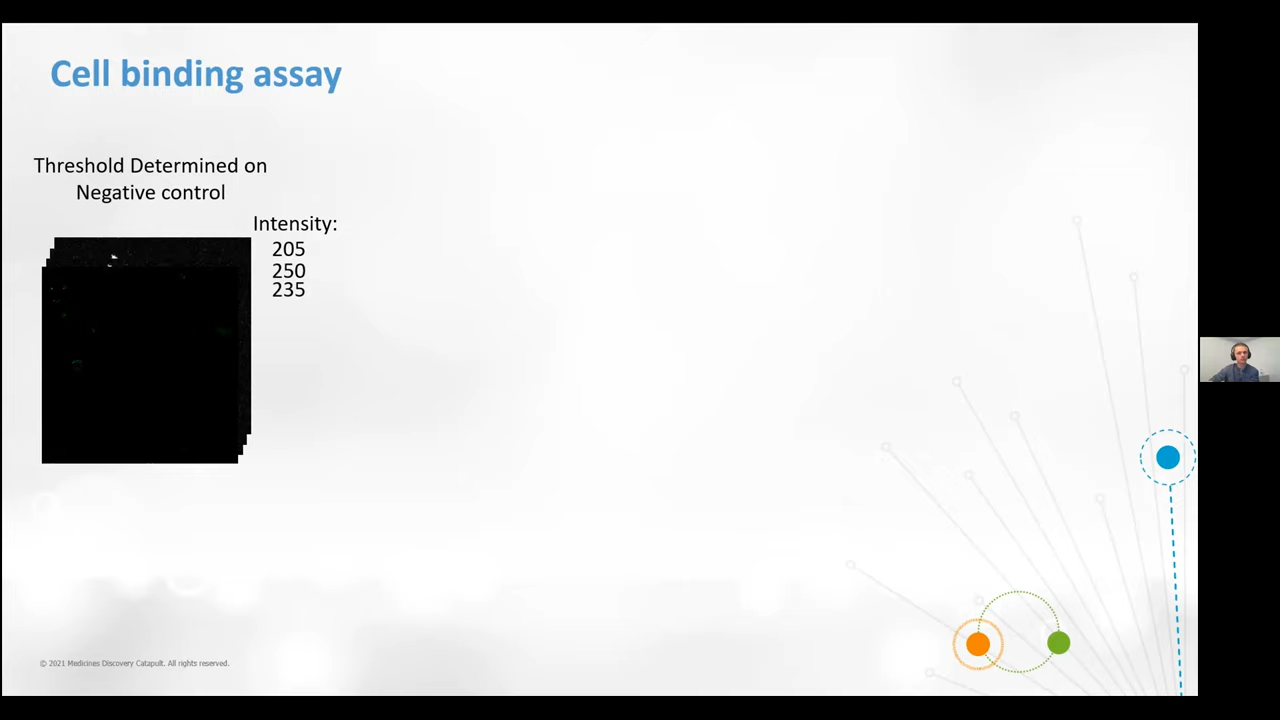 Cell binding assay
Threshold Determined on
Negative control
Intensity:
205
250
235
© 2021 Medicines Discovery Catapult. All rights reserved.